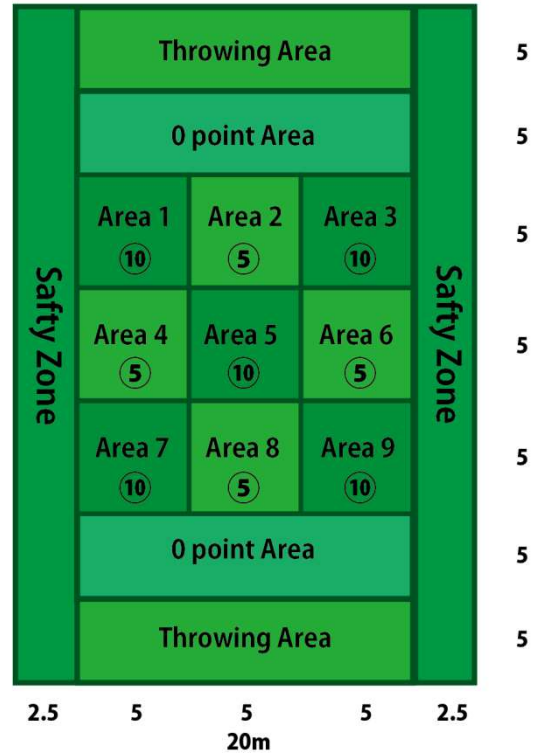 Throwing Area 5
0 point Area 5
Area 1 Area 2 Area 3 5
10 5 10
Safty Zone
Safty Zone
Area 4 Area 5 Area 6 5
5 10 5
Area 7 Area 8 Area 9 5
10 5 10
0 point Area 5
Throwing Area 5
2.5 5 5 5 2.5
20m